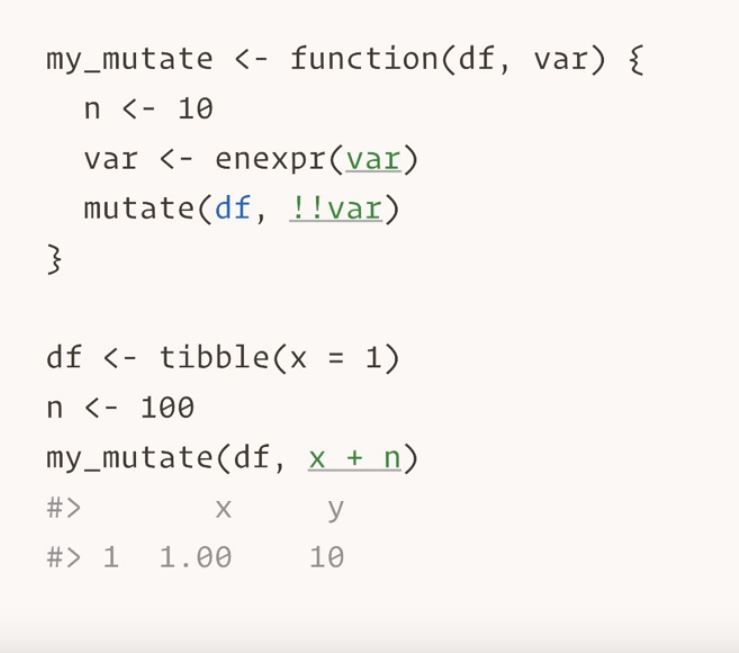 my_mutate <- function(df, var) {
  n <- 10
  var <- enexpr(var)
  mutate(df, !!var)
}

df <- tibble(x = 1)
n <- 100
my_mutate(df, x + n)
#>       x     y
#> 1  1.00    10